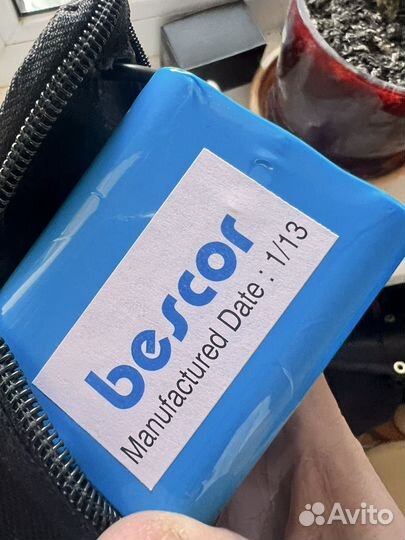 bescor
Manufactured Date : 1/13
Avito